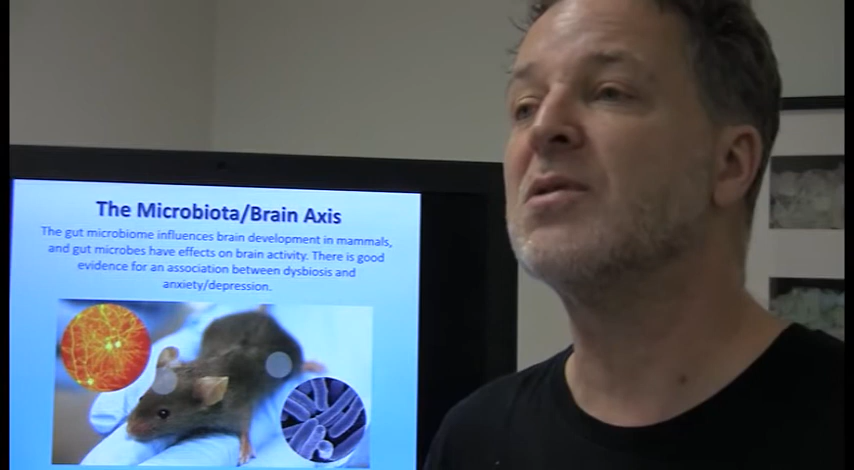 The Microbiota/Brain Axis
The gut microbiome influences brain development in mammals,
and gut microbes have effects on brain activity. There is good
evidence for an association between dysbiosis and
anxiety/depression.